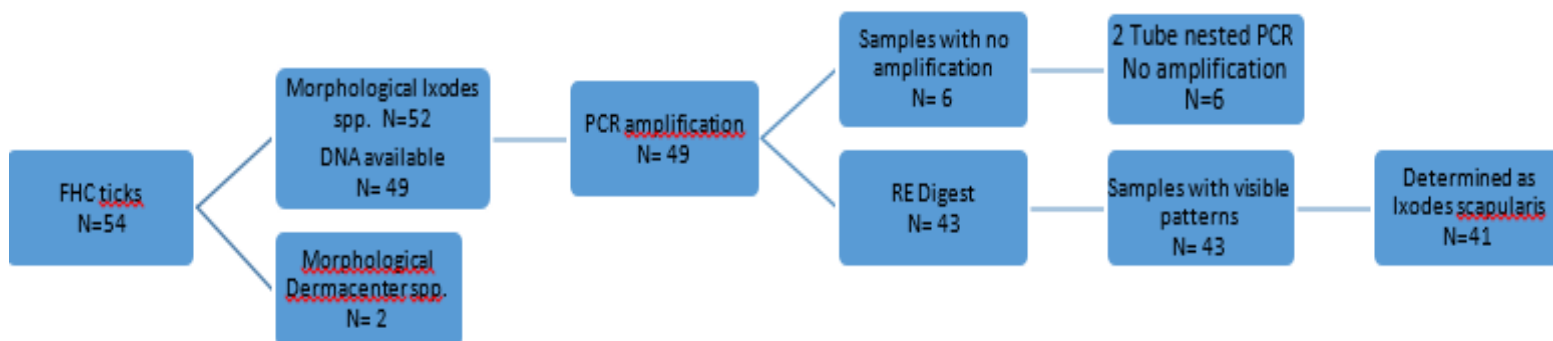 FHC ticks
N=54
Morphological Ixodes
spp. N=52
DNA available
N= 49
Morphological
Dermacenter spp.
N= 2
PCR amplification
N= 49
Samples with no
amplification
N= 6
2 Tube nested PCR
No amplification
N=6
RE Digest
N= 43
Samples with visible
patterns
N= 43
Determined as
Ixodes scapularis
N=41